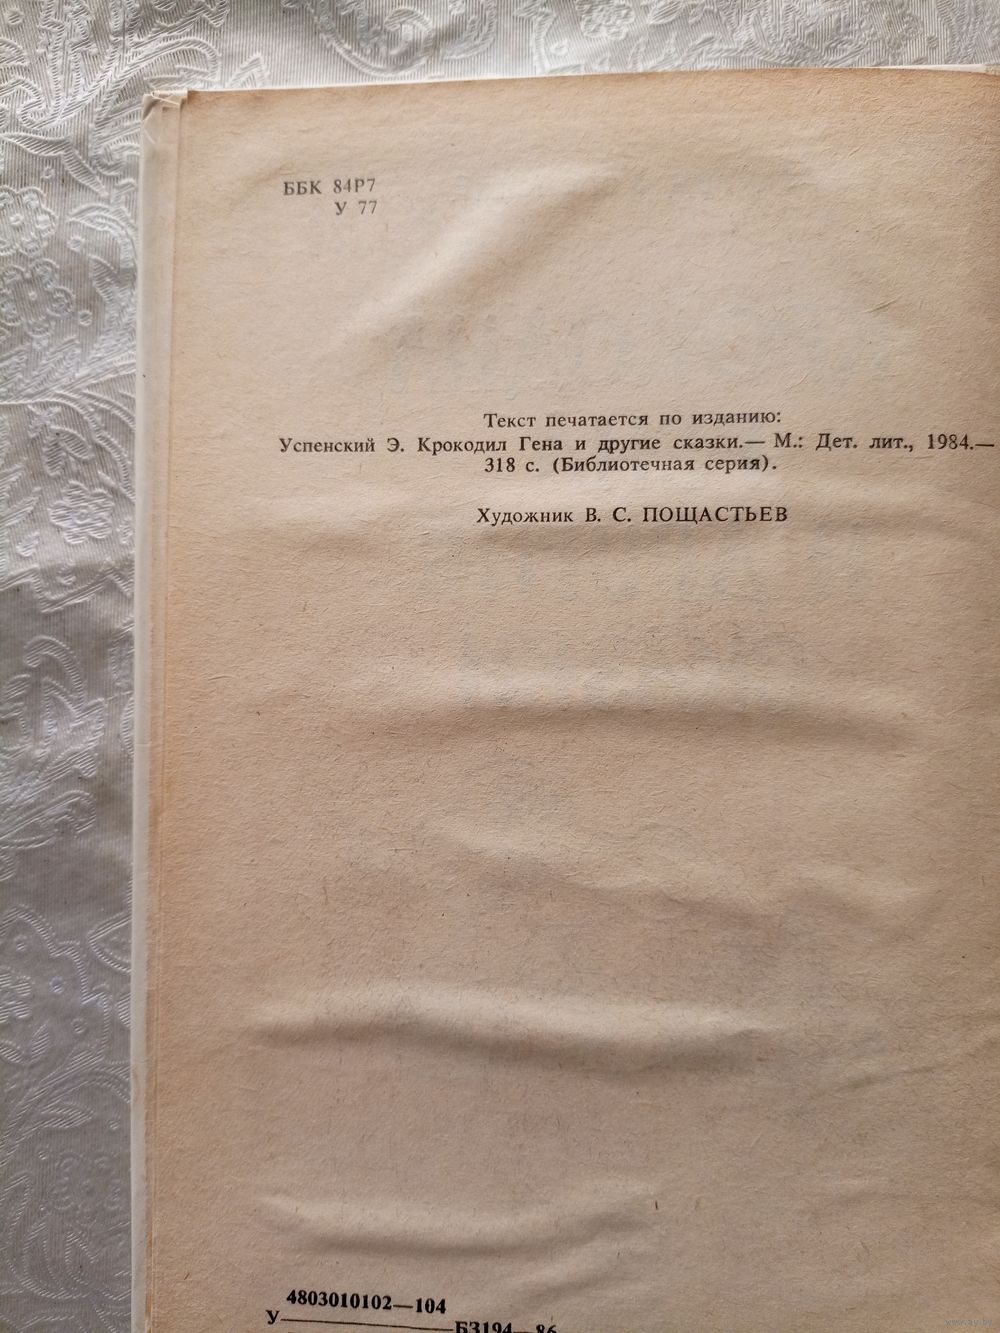 ББК 84Р7
У 77
Текст печатается по изданию:
Успенский Э. Крокодил Гена и другие сказки.— М.: Дет. лит., 1984.—
318 с. (Библиотечная серия).
Художник В. С. ПОЩАСТЬЕВ
4803010102—104
У———БЗ194—86